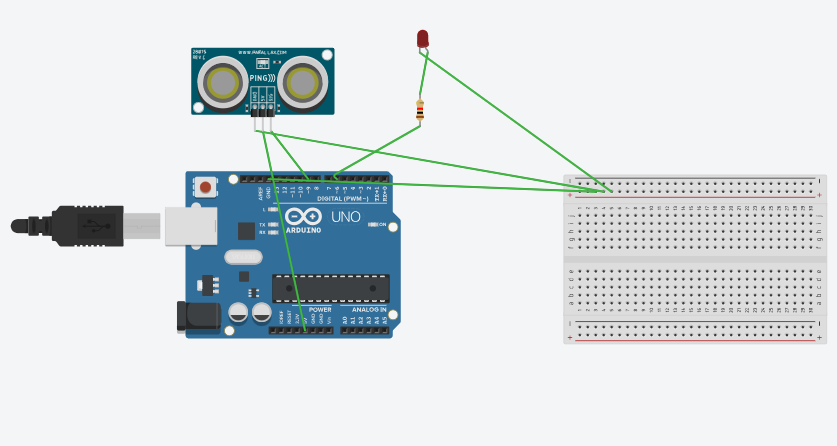 28015
REV C
WWW.PARALLAX.COM
PING)))
GND
5V
SIG
AREF
GND
13
12
~11
~10
~9
8
7
~6
~5
4
~3
2
TX→1
RX←0
DIGITAL (PWM~)
L
TX
RX
UNO
ARDUINO
ON
POWER
ANALOG IN
IOREF
RESET
3.3V
5V
GND
GND
Vin
A0
A1
A2
A3
A4
A5
j
i
h
g
f
e
d
c
b
a